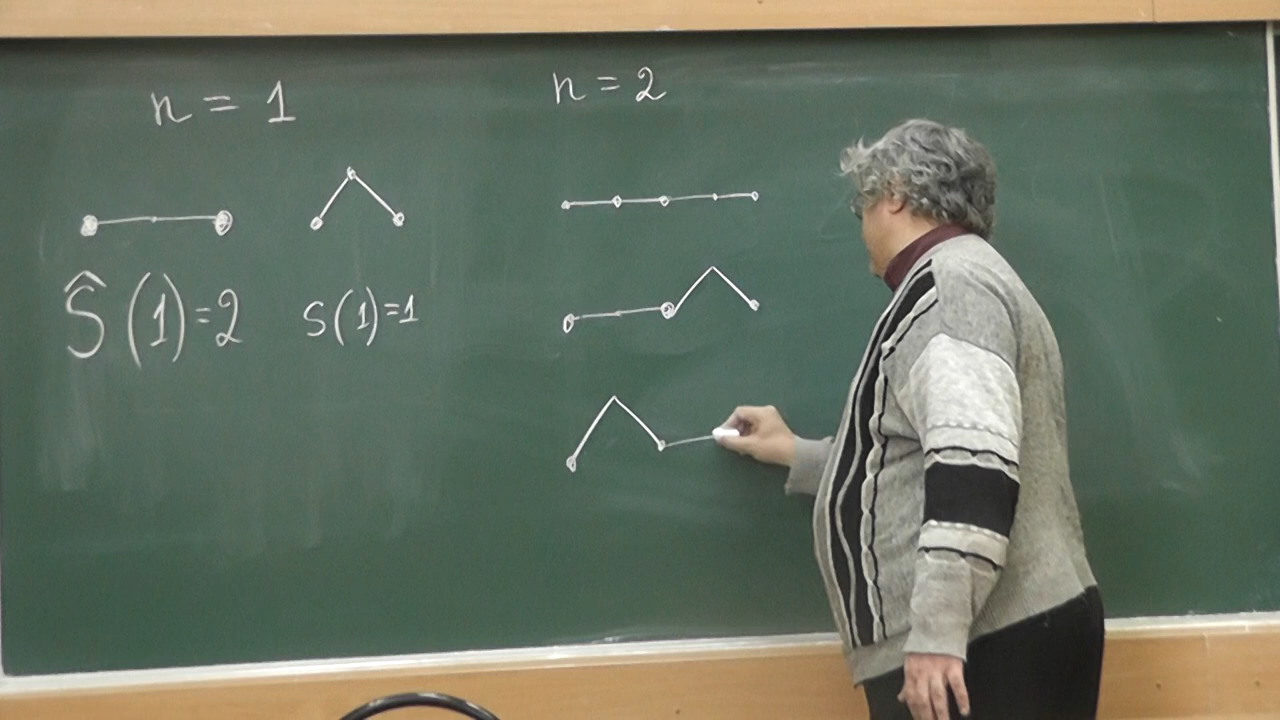 n = 1
n = 2
Ŝ(1)=2
S(1)=1